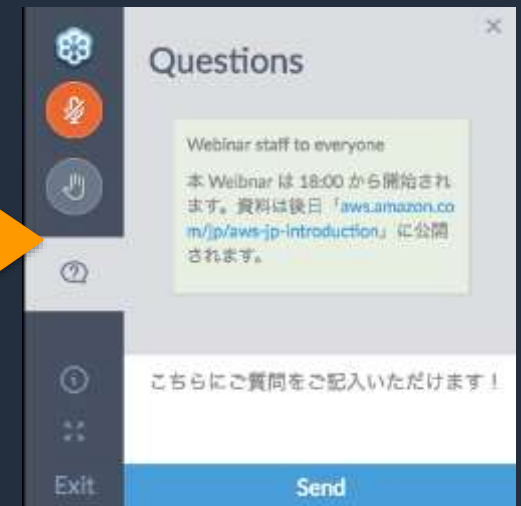 Questions
Webinar staff to everyone
本 Weibnar は 18:00 から開始され
ます。資料は後日「aws.amazon.co
m/jp/aws-jp-introduction」に公開
されます。
こちらにご質問をご記入いただけます！
Exit
Send